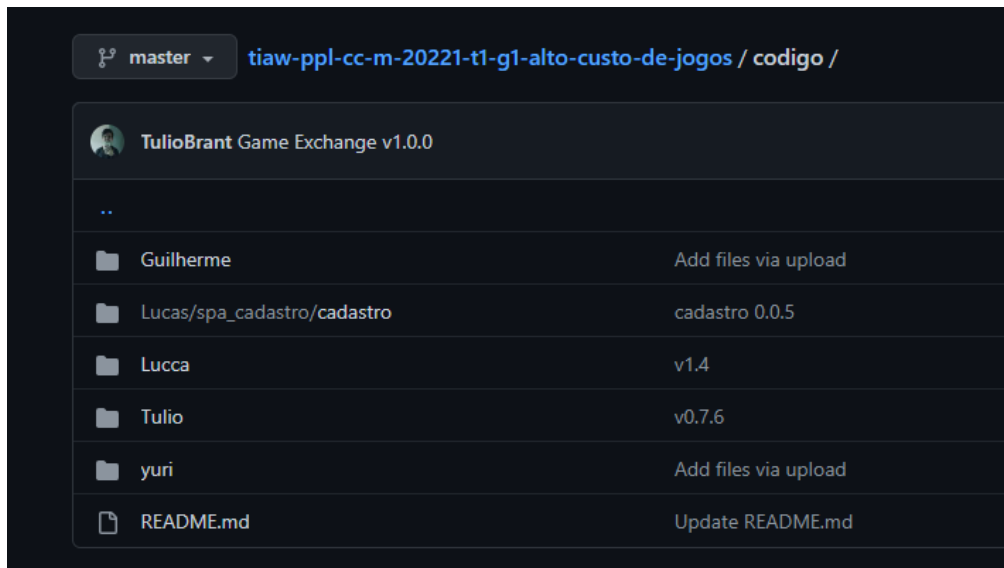 master tiaw-ppl-cc-m-20221-t1-g1-alto-custo-de-jogos / codigo /
TulioBrant Game Exchange v1.0.0
..
Guilherme Add files via upload
Lucas/spa_cadastro/cadastro cadastro 0.0.5
Lucca v1.4
Tulio v0.7.6
yuri Add files via upload
README.md Update README.md